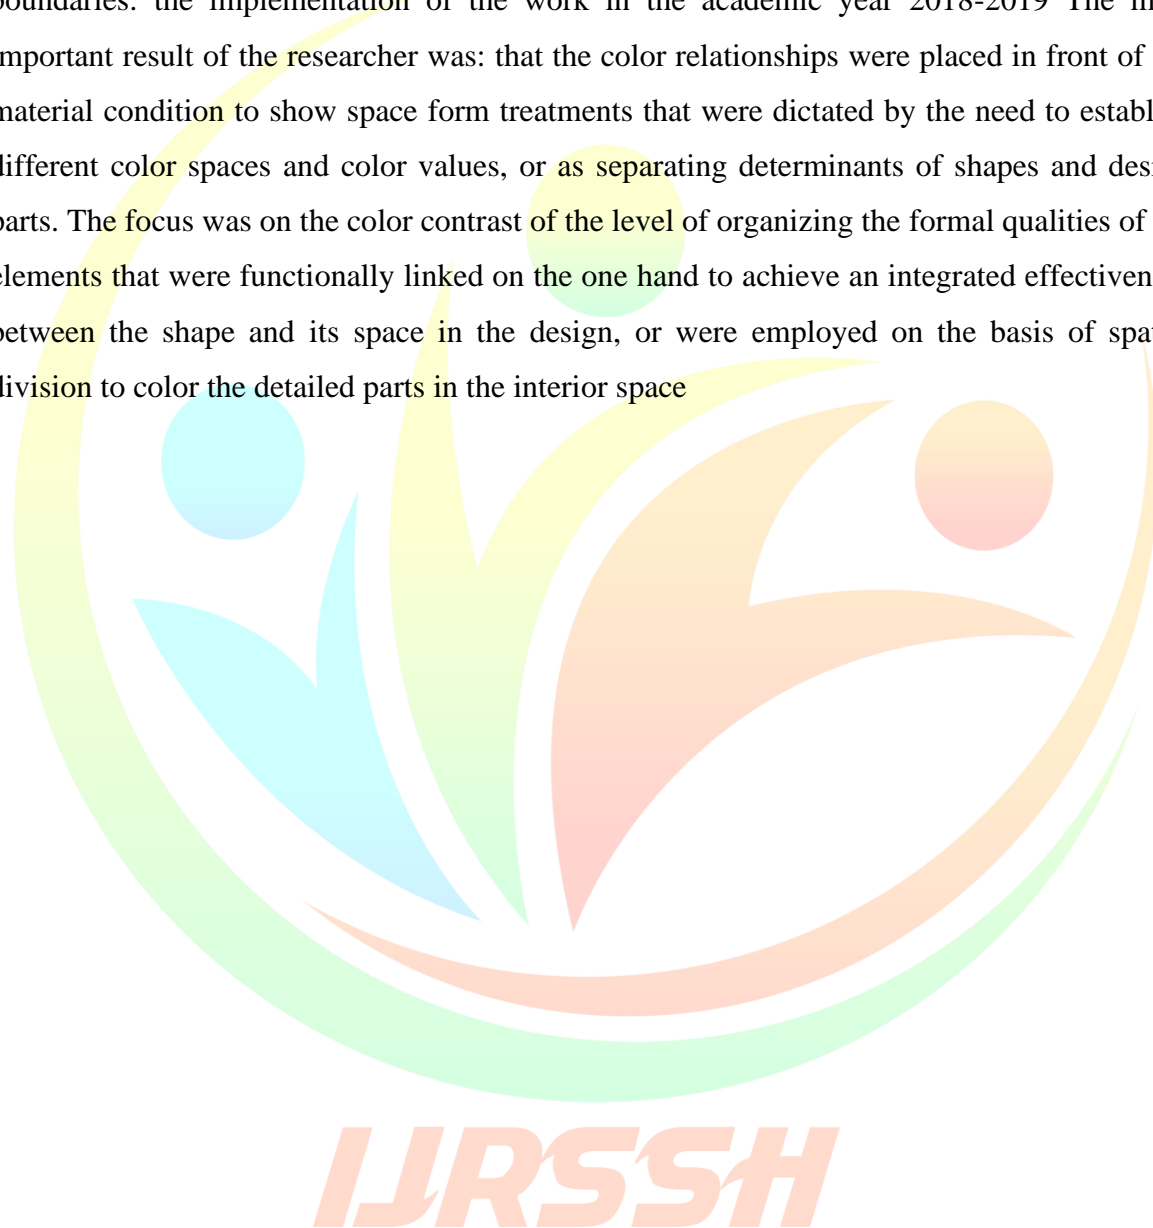 boundaries: the implementation of the work in the academic year 2018-2019 The m
important result of the researcher was: that the color relationships were placed in front of
material condition to show space form treatments that were dictated by the need to establ
different color spaces and color values, or as separating determinants of shapes and des
parts. The focus was on the color contrast of the level of organizing the formal qualities of
elements that were functionally linked on the one hand to achieve an integrated effectiven
between the shape and its space in the design, or were employed on the basis of spa
division to color the detailed parts in the interior space
IJRSSH